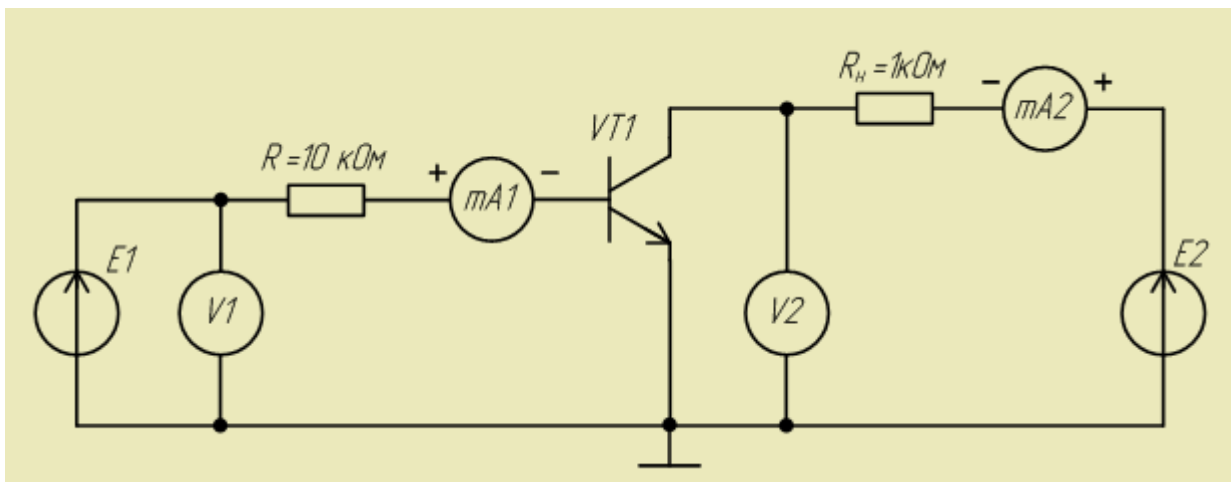 Rн =1кОм
- mA2 +
VT1
R =10 кОм
+ mA1 -
E1
E2
V1
V2